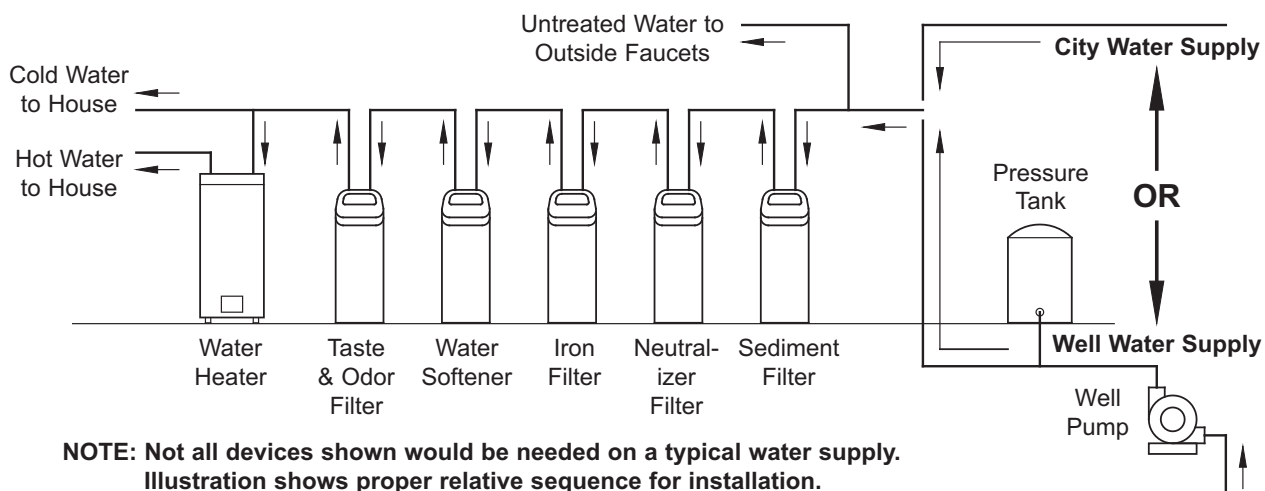 Untreated Water to
Outside Faucets
City Water Supply
Cold Water
to House
Hot Water
to House
Pressure
Tank
OR
Well Water Supply
Water
Heater
Taste
& Odor
Filter
Water
Softener
Iron
Filter
Neutral-
izer
Filter
Sediment
Filter
Well
Pump
NOTE: Not all devices shown would be needed on a typical water supply.
Illustration shows proper relative sequence for installation.